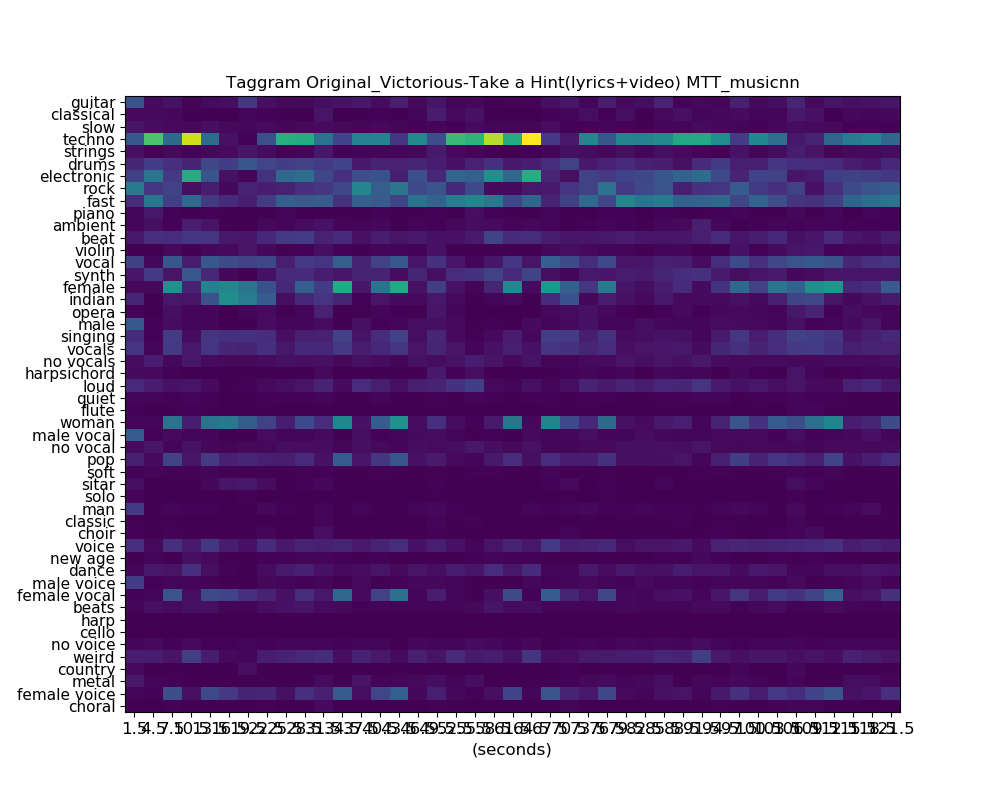 Taggram Original_Victorious-Take a Hint(lyrics+video) MTT_musicnn
guitar
classical
slow
techno
strings
drums
electronic
rock
fast
piano
ambient
beat
violin
vocal
synth
female
indian
opera
male
singing
vocals
no vocals
harpsichord
loud
quiet
flute
woman
male vocal
no vocal
pop
soft
sitar
solo
man
classic
choir
voice
new age
dance
male voice
female vocal
beats
harp
cello
no voice
weird
country
metal
female voice
choral
(seconds)